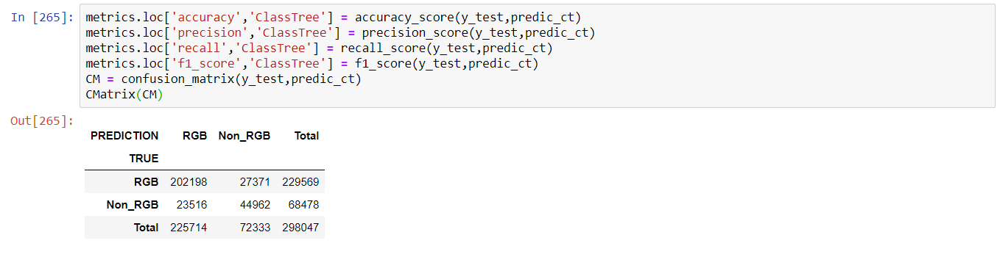 In [265]: metrics.loc['accuracy','ClassTree'] = accuracy_score(y_test,predic_ct)
metrics.loc['precision','ClassTree'] = precision_score(y_test,predic_ct)
metrics.loc['recall','ClassTree'] = recall_score(y_test,predic_ct)
metrics.loc['f1_score','ClassTree'] = f1_score(y_test,predic_ct)
CM = confusion_matrix(y_test,predic_ct)
CMatrix(CM)
Out[265]:
PREDICTION RGB Non_RGB Total
TRUE
RGB 202198 27371 229569
Non_RGB 23516 44962 68478
Total 225714 72333 298047